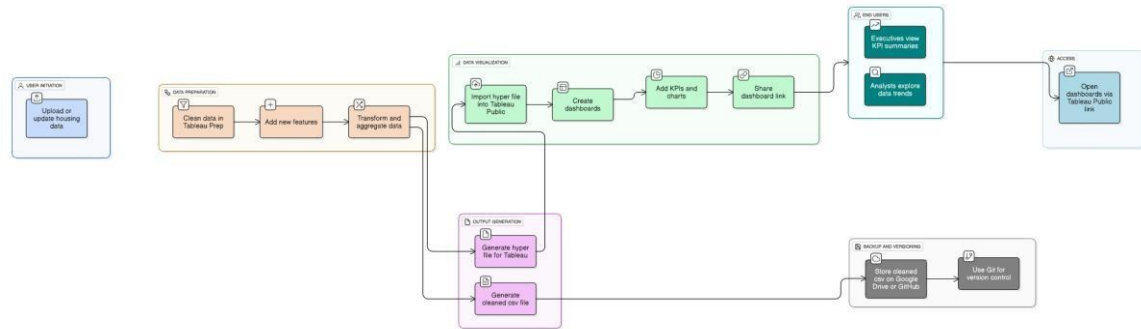 USER INITIATION
Upload or
update housing
data
DATA PREPARATION
Clean data in
Tableau Prep
Add new features
Transform and
aggregate data
DATA VISUALIZATION
Import hyper file
into Tableau
Public
Create
dashboards
Add KPIs and
charts
Share
dashboard link
END USERS
Executives view
KPI summaries
Analysts explore
data trends
ACCESS
Open
dashboards via
Tableau Public
link
OUTPUT GENERATION
Generate hyper
file for Tableau
Generate
cleaned csv file
BACKUP AND VERSIONING
Store cleaned
csv on Google
Drive or GitHub
Use Git for
version control